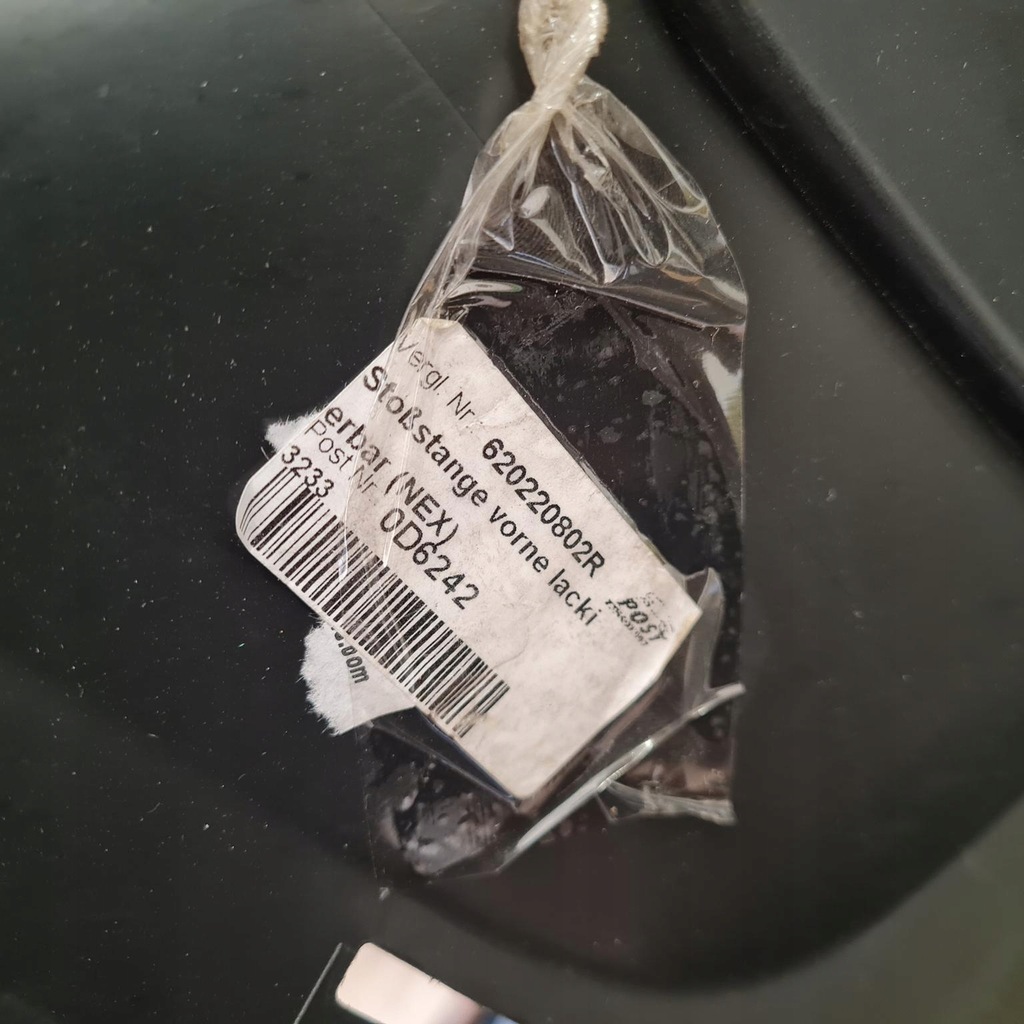 Vergl. Nr. 620220802R
Stoßstange vorne lacki
erbar (NEX)
Post Nr. 0D6242
3233
POST